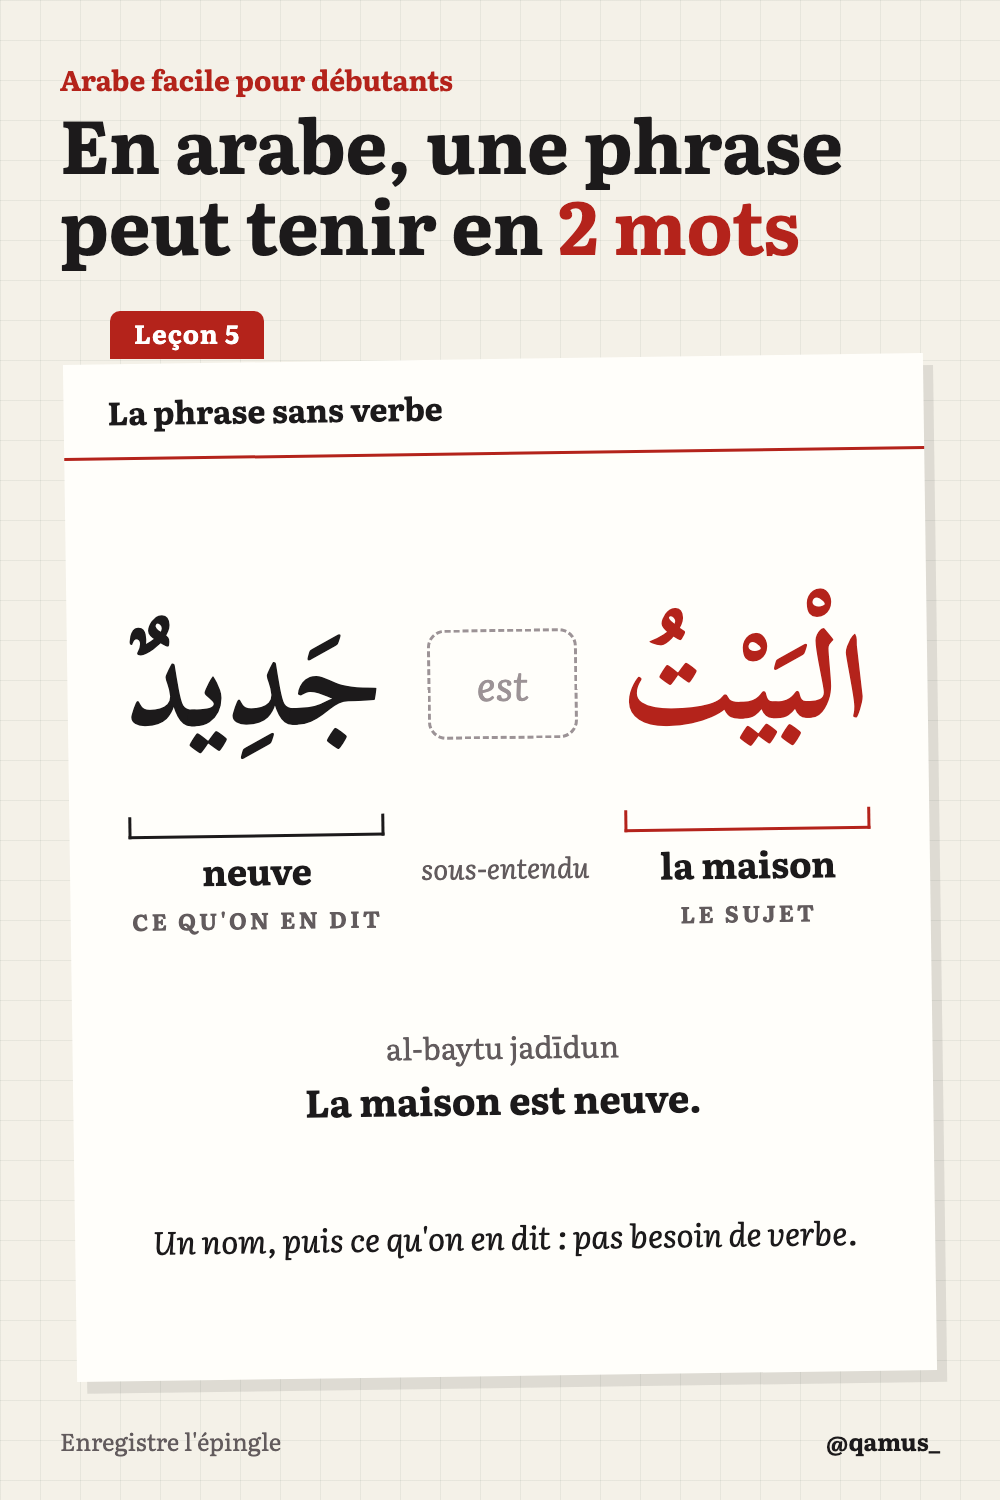 Arabe facile pour débutants
En arabe, une phrase
peut tenir en 2 mots
Leçon 5
La phrase sans verbe
الْبَيْتُ est جَدِيدٌ
neuve sous-entendu la maison
CE QU'ON EN DIT LE SUJET
al-baytu jadīdun
La maison est neuve.
Un nom, puis ce qu'on en dit : pas besoin de verbe.
Enregistre l'épingle @qamus_